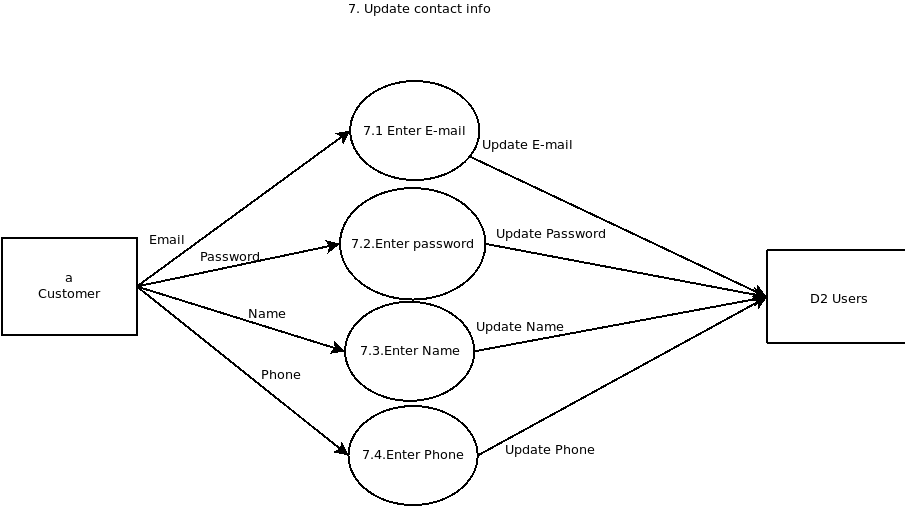 7. Update contact info
7.1 Enter E-mail
Update E-mail
Email
7.2.Enter password
Update Password
Password
a
Customer
D2 Users
Name
Update Name
7.3.Enter Name
Phone
7.4.Enter Phone
Update Phone